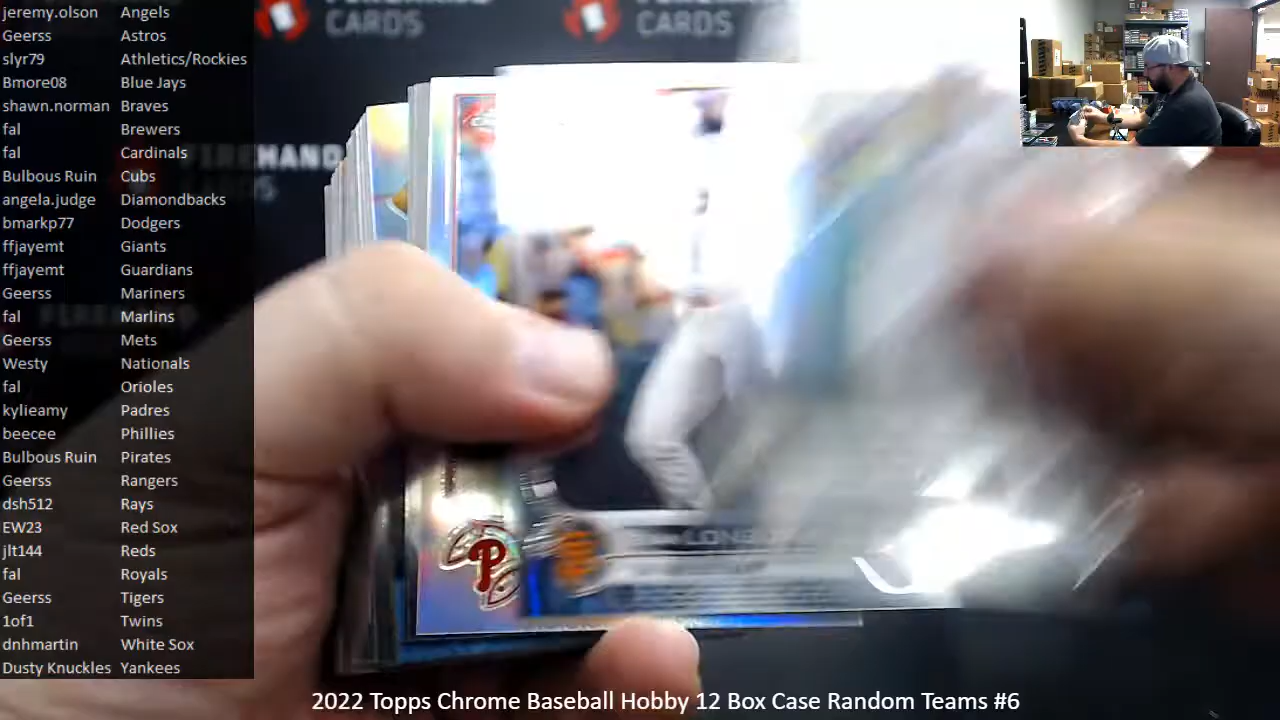 jeremy.olson Angels
Geerss Astros
slyr79 Athletics/Rockies
Bmore08 Blue Jays
shawn.norman Braves
fal Brewers
fal Cardinals
Bulbous Ruin Cubs
angela.judge Diamondbacks
bmarkp77 Dodgers
ffjayemt Giants
ffjayemt Guardians
Geerss Mariners
fal Marlins
Geerss Mets
Westy Nationals
fal Orioles
kylieamy Padres
beecee Phillies
Bulbous Ruin Pirates
Geerss Rangers
dsh512 Rays
EW23 Red Sox
jlt144 Reds
fal Royals
Geerss Tigers
1of1 Twins
dnhmartin White Sox
Dusty Knuckles Yankees
CARDS
CARDS
P
2022 Topps Chrome Baseball Hobby 12 Box Case Random Teams #6